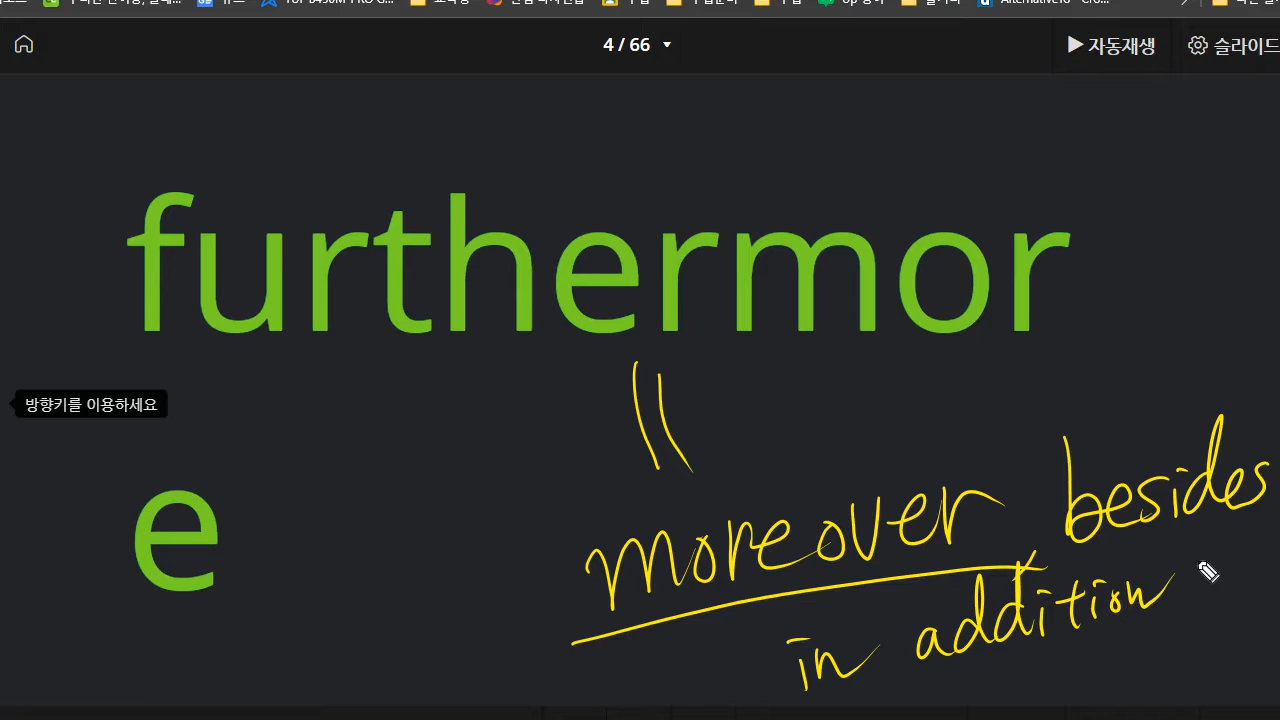 4 / 66
자동재생
슬라이드
furthermor
e
방향키를 이용하세요
moreover besides
in addition